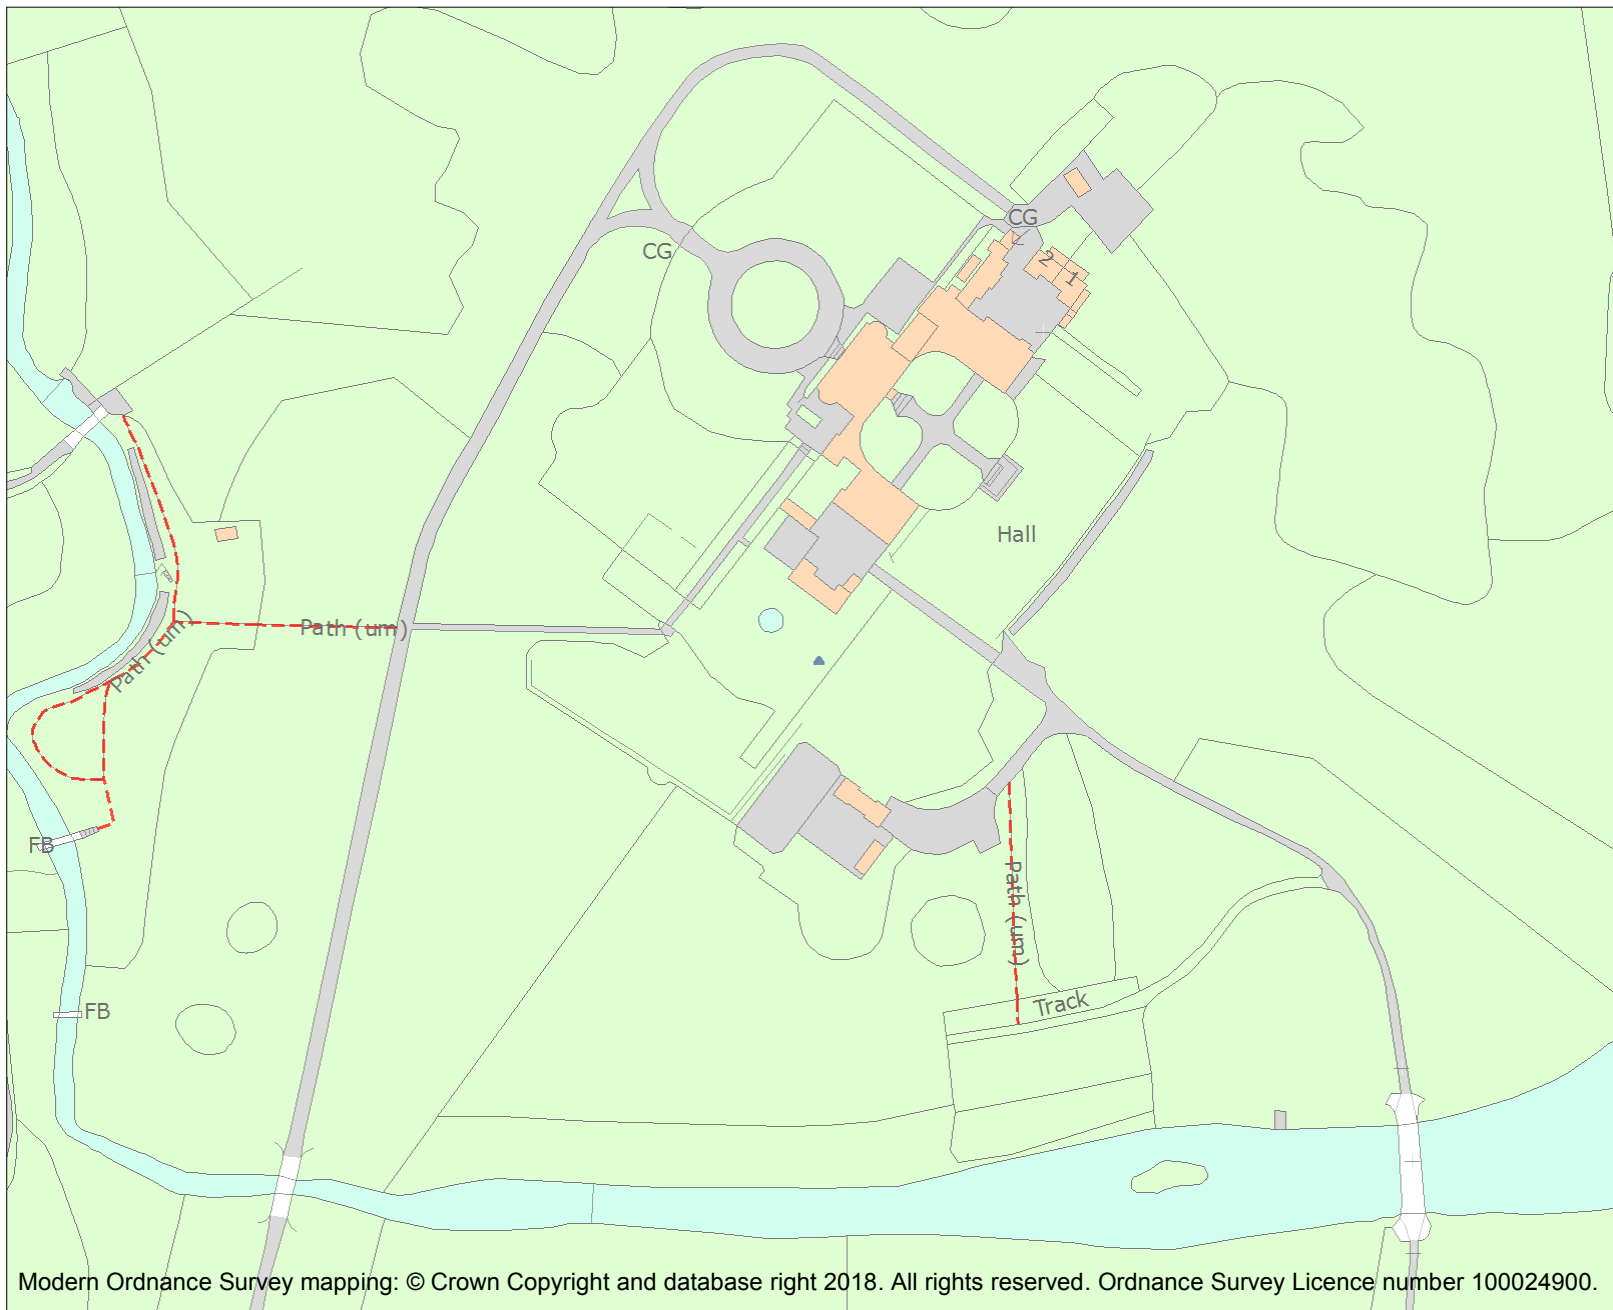 CG
CG
2
1
Hall
Path (um)
Path (um)
FB
Path (um)
Track
FB
Modern Ordnance Survey mapping: © Crown Copyright and database right 2018. All rights reserved. Ordnance Survey Licence number 100024900.